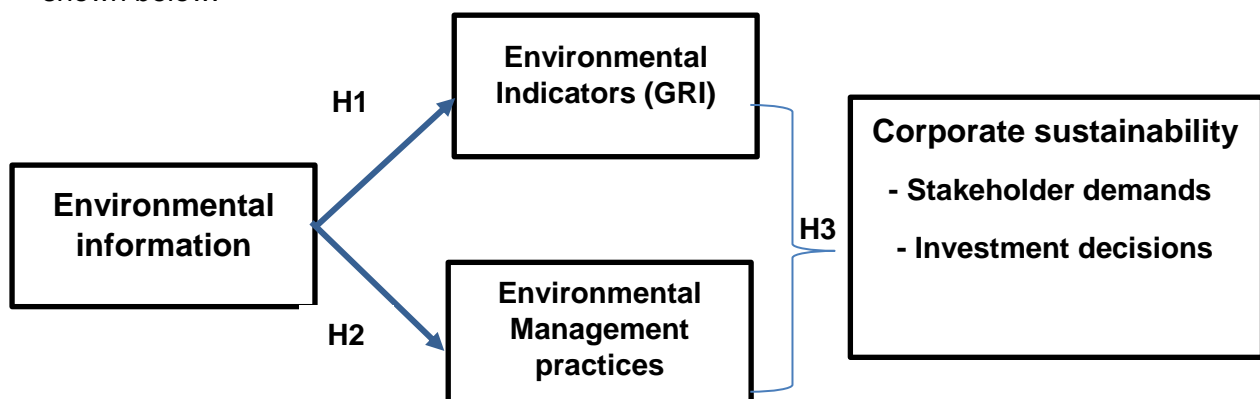 shown below.
Environmental
Indicators (GRI)
H1
Environmental
information
H2
Environmental
Management
practices
H3
Corporate sustainability
- Stakeholder demands
- Investment decisions